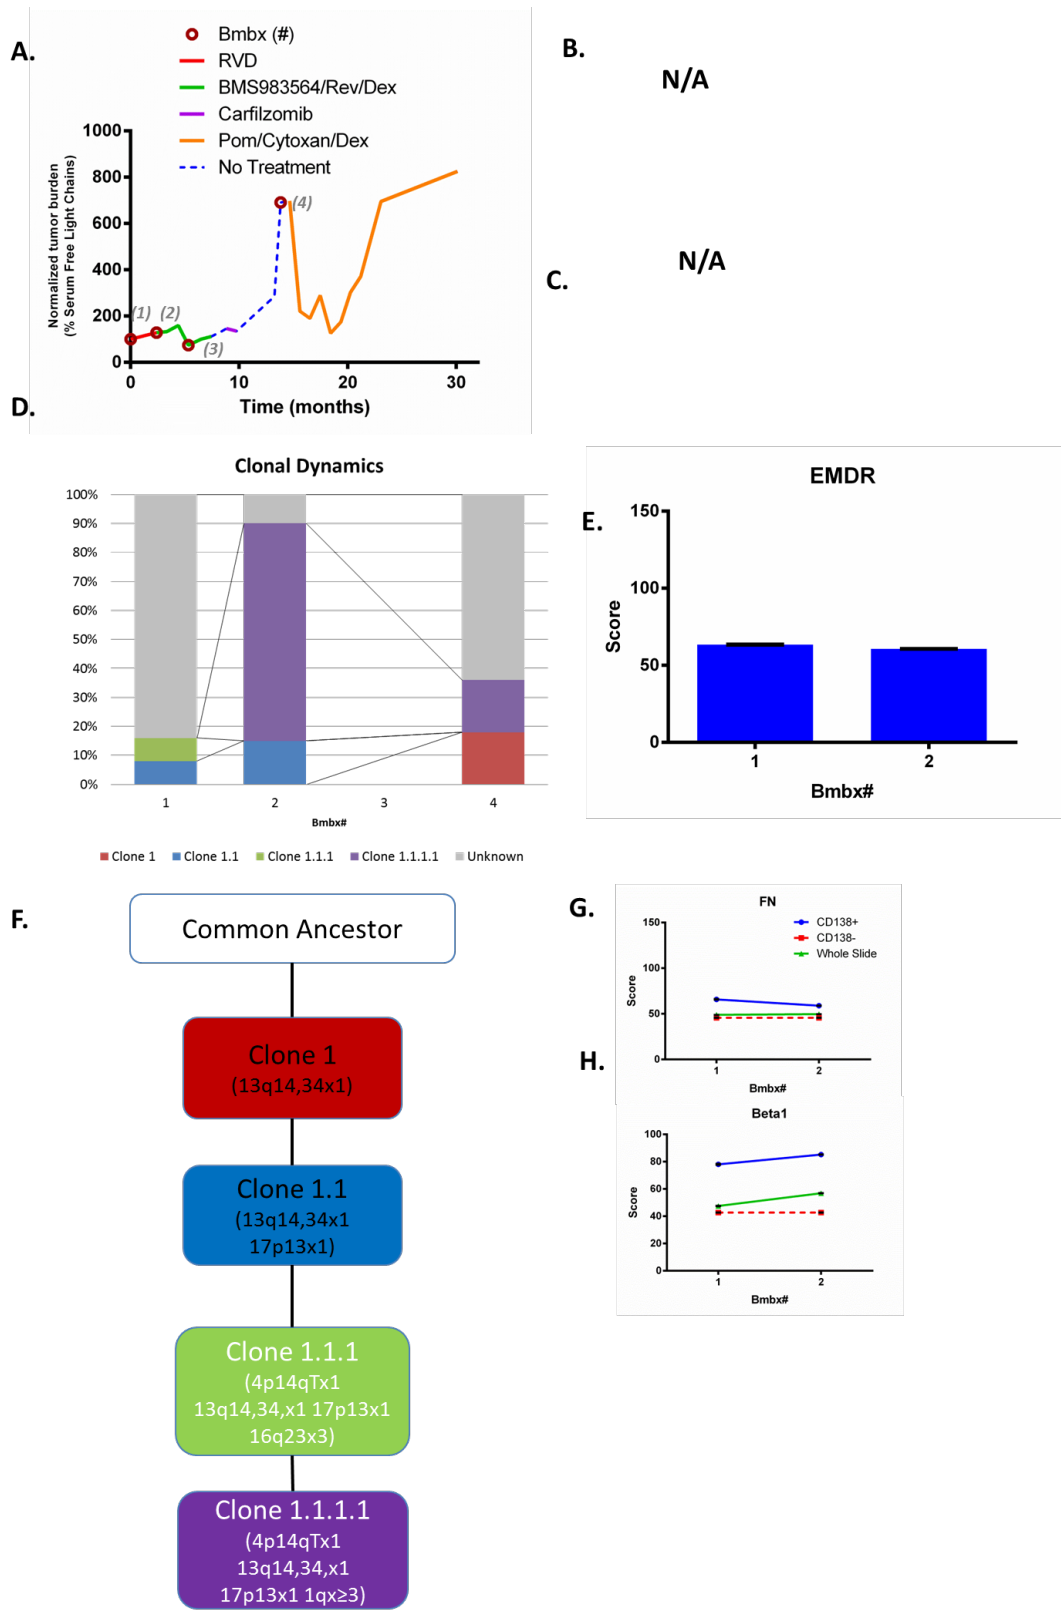 A.
Bmbx (#)
RVD
BMS983564/Rev/Dex
Carfilzomib
Pom/Cytoxan/Dex
No Treatment
Normalized tumor burden
(% Serum Free Light Chains)
1000
800
600
400
200
0
(1)
(2)
(3)
(4)
0
10
20
30
Time (months)
B.
N/A
C.
N/A
D.
Clonal Dynamics
100%
90%
80%
70%
60%
50%
40%
30%
20%
10%
0%
1
2
3
4
Bmbx#
Clone 1
Clone 1.1
Clone 1.1.1
Clone 1.1.1.1
Unknown
E.
EMDR
Score
150
100
50
0
1
2
Bmbx#
F.
Common Ancestor
Clone 1
(13q14,34x1)
Clone 1.1
(13q14,34x1
17p13x1)
Clone 1.1.1
(4p14qTx1
13q14,34,x1 17p13x1
16q23x3)
Clone 1.1.1.1
(4p14qTx1
13q14,34,x1
17p13x1 1qx≥3)
G.
FN
CD138+
CD138-
Whole Slide
Score
150
100
50
0
1
2
Bmbx#
H.
Beta1
Score
100
80
60
40
20
0
1
2
Bmbx#